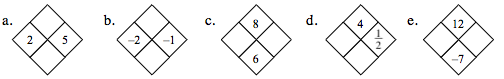 a. 2 5 b. –2 –1 c. 8 6 d. 4 1/2 e. 12 –7